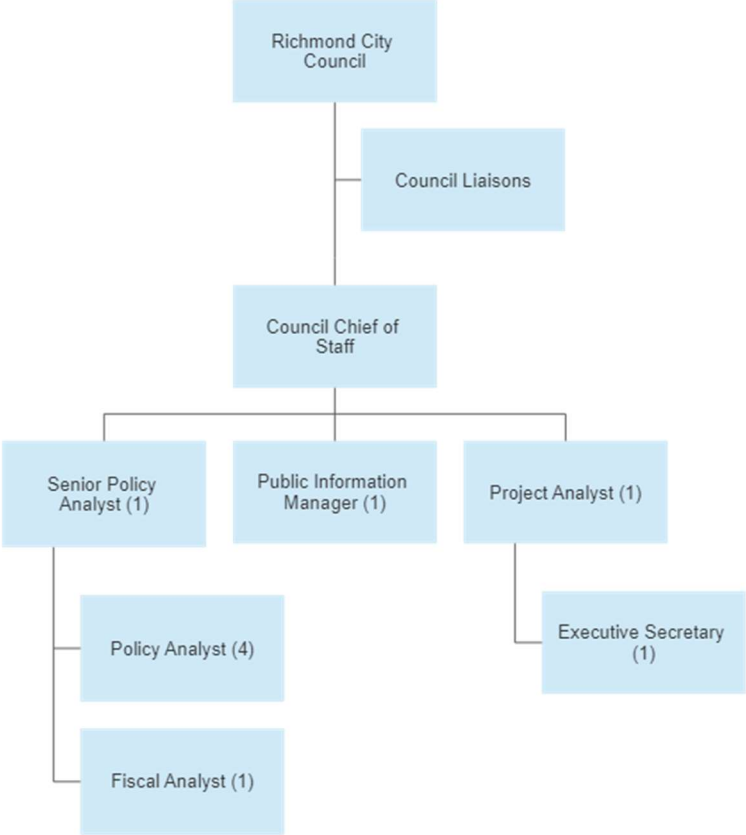 Richmond City
Council
Council Liaisons
Council Chief of
Staff
Senior Policy
Analyst (1)
Public Information
Manager (1)
Project Analyst (1)
Policy Analyst (4)
Executive Secretary
(1)
Fiscal Analyst (1)